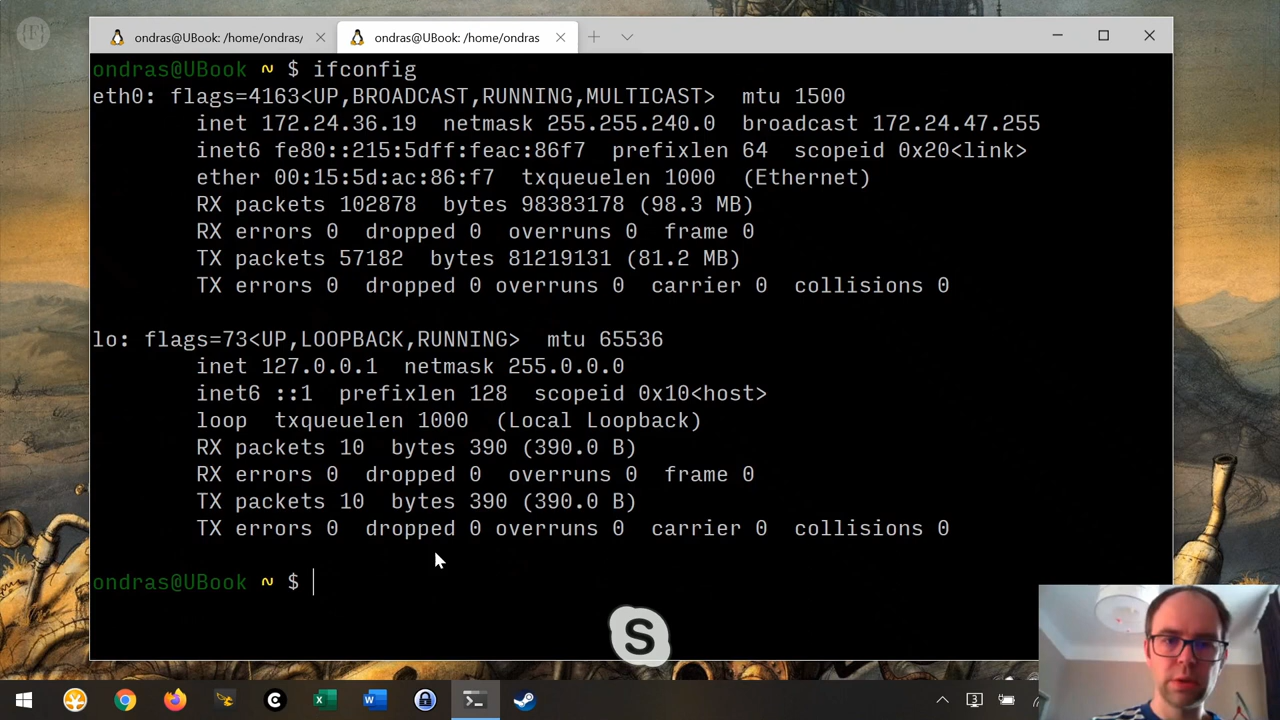 {F}
ondras@UBook: /home/ondras/
ondras@UBook: /home/ondras
ondras@UBook ~ $ ifconfig
eth0: flags=4163<UP,BROADCAST,RUNNING,MULTICAST>  mtu 1500
inet 172.24.36.19  netmask 255.255.240.0  broadcast 172.24.47.255
inet6 fe80::215:5dff:feac:86f7  prefixlen 64  scopeid 0x20<link>
ether 00:15:5d:ac:86:f7  txqueuelen 1000  (Ethernet)
RX packets 102878  bytes 98383178 (98.3 MB)
RX errors 0  dropped 0  overruns 0  frame 0
TX packets 57182  bytes 81219131 (81.2 MB)
TX errors 0  dropped 0 overruns 0  carrier 0  collisions 0
lo: flags=73<UP,LOOPBACK,RUNNING>  mtu 65536
inet 127.0.0.1  netmask 255.0.0.0
inet6 ::1  prefixlen 128  scopeid 0x10<host>
loop  txqueuelen 1000  (Local Loopback)
RX packets 10  bytes 390 (390.0 B)
RX errors 0  dropped 0  overruns 0  frame 0
TX packets 10  bytes 390 (390.0 B)
TX errors 0  dropped 0 overruns 0  carrier 0  collisions 0
ondras@UBook ~ $
S
3